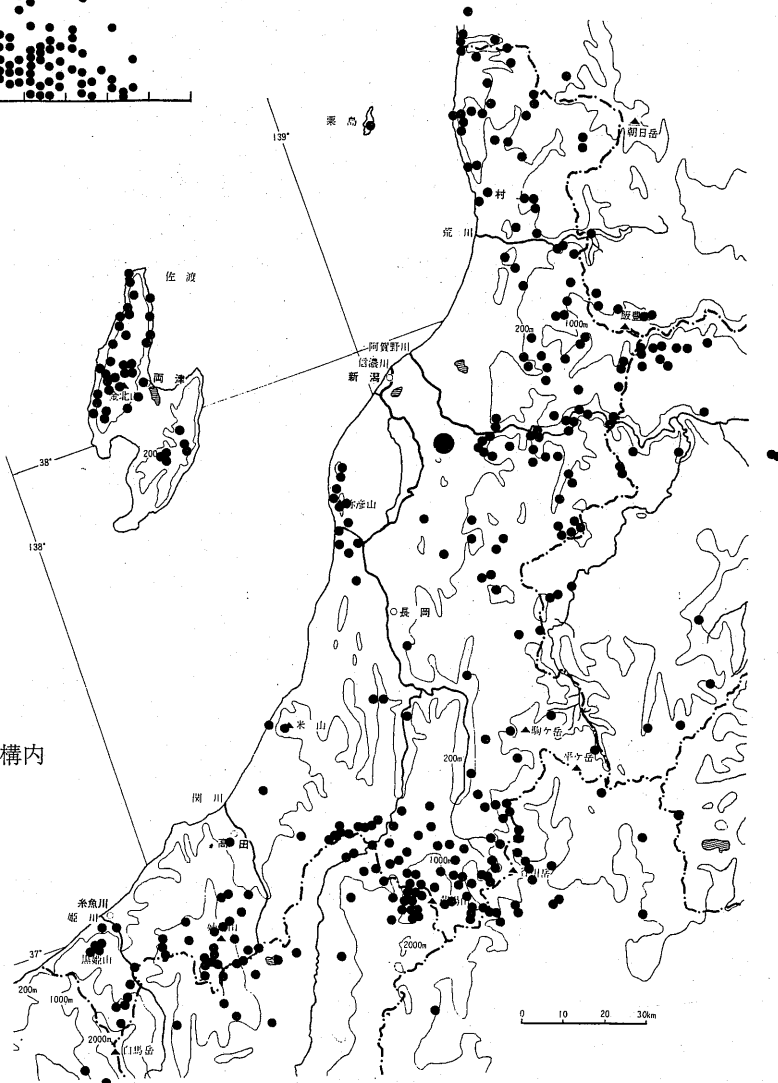 粟島
139°
朝日岳
村
荒川
佐渡
飯豊
200m
1000m
阿賀野川
信濃川
新潟
両津
200
38°
弥彦山
138°
長岡
米山
駒ケ岳
平ケ岳
200m
構内
関川
高田
1000m
糸魚川
姫川
2000m
37°
黒姫山
200m
1000m
0 10 20 30km
2000m
白馬岳